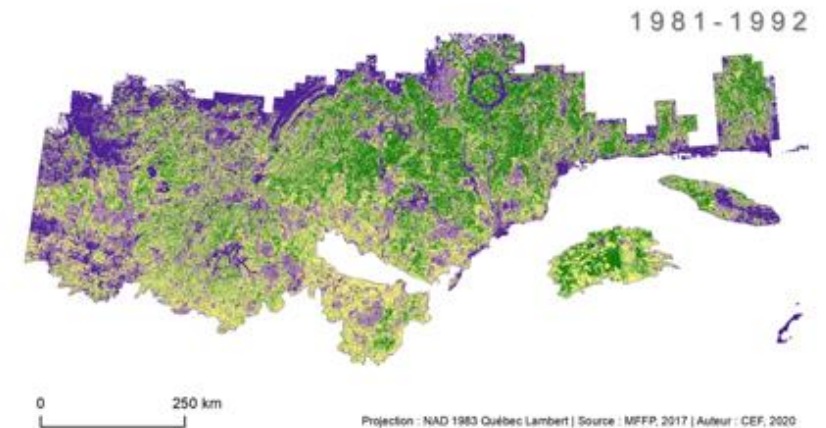 1981-1992
0 250 km
Projection : NAD 1983 Québec Lambert | Source : MFFP, 2017 | Auteur : CEF, 2020